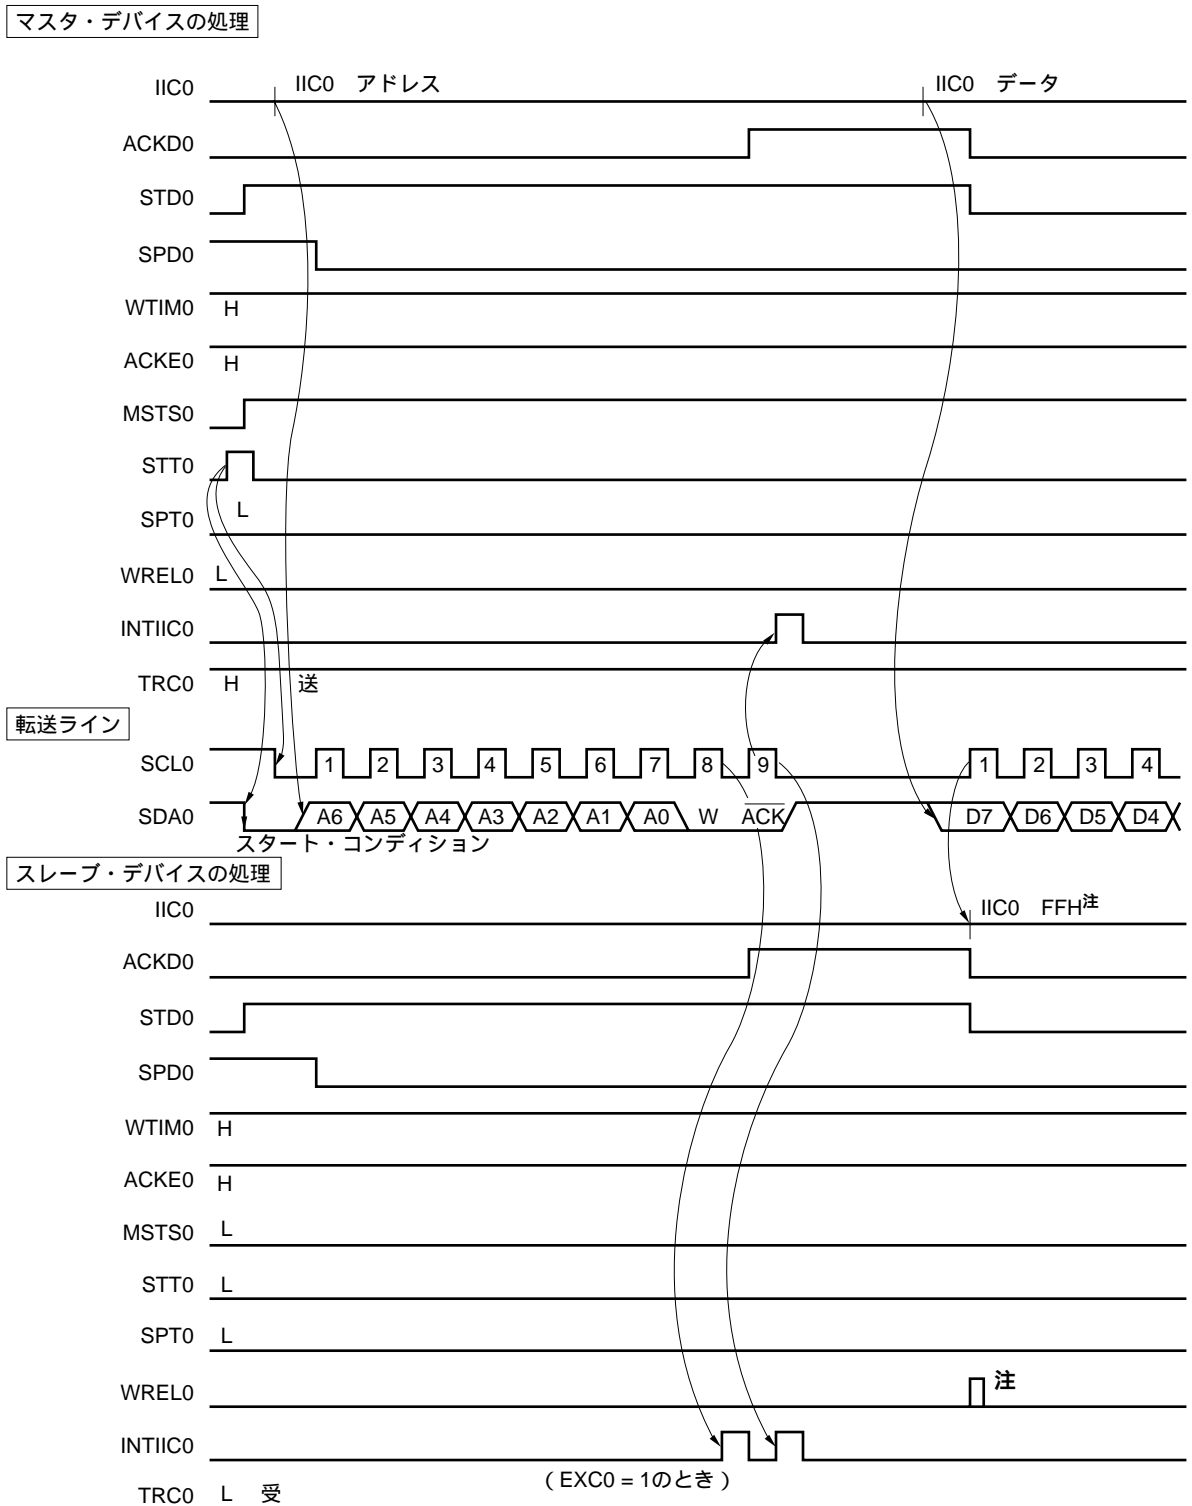 マスタ・デバイスの処理
IIC0 IIC0 アドレス IIC0 データ
ACKD0
STD0
SPD0
WTIM0 H
ACKE0 H
MSTS0
STT0
SPT0 L
WREL0 L
INTIIC0
TRC0 H 送
転送ライン
SCL0 1 2 3 4 5 6 7 8 9 1 2 3 4
SDA0 A6 A5 A4 A3 A2 A1 A0 W ACK D7 D6 D5 D4
スタート・コンディション
スレーブ・デバイスの処理
IIC0 IIC0 FFH注
ACKD0
STD0
SPD0
WTIM0 H
ACKE0 H
MSTS0 L
STT0 L
SPT0 L
WREL0 注
INTIIC0
(EXC0 = 1のとき)
TRC0 L 受